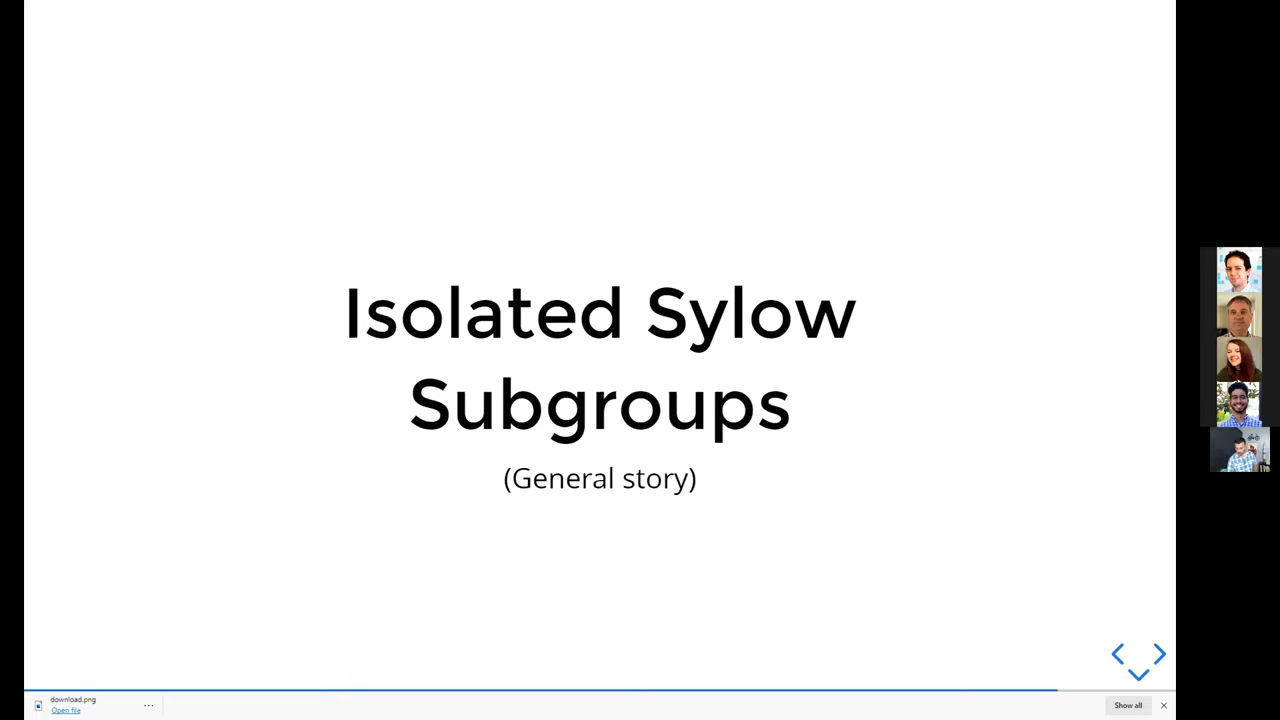 Isolated Sylow
Subgroups
(General story)
download.png
Open file
...
Show all